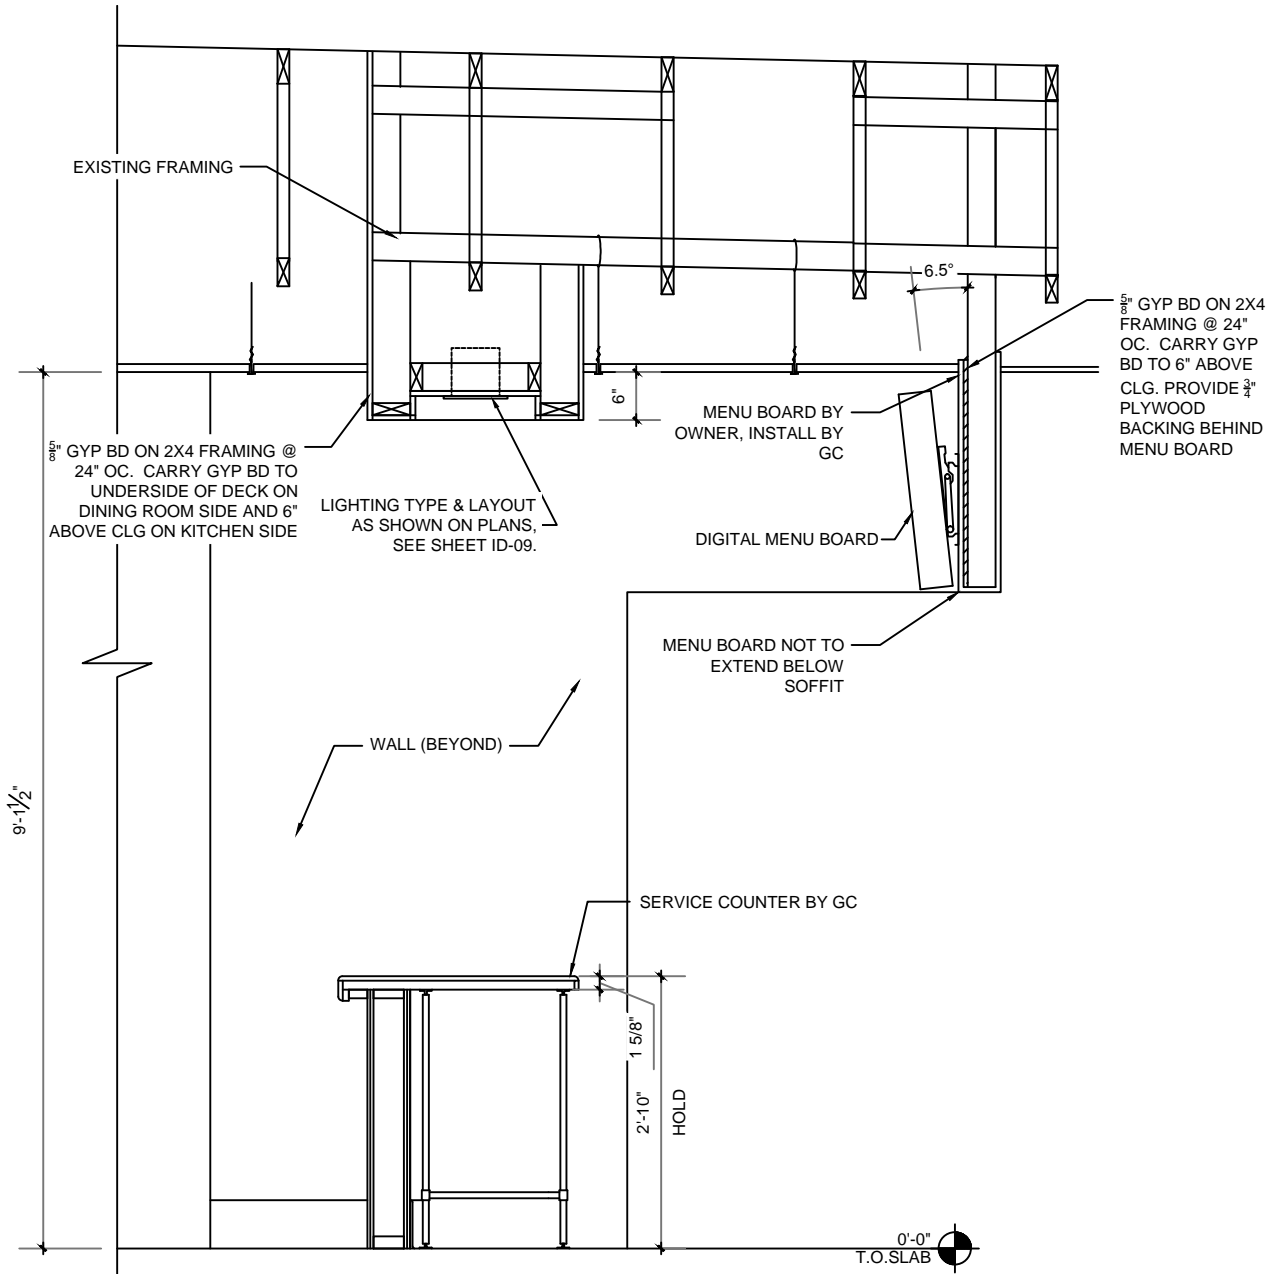 EXISTING FRAMING
6.5°
5/8" GYP BD ON 2X4
FRAMING @ 24"
OC. CARRY GYP
BD TO 6" ABOVE
CLG. PROVIDE 3/4"
PLYWOOD
BACKING BEHIND
MENU BOARD
6"
MENU BOARD BY
OWNER, INSTALL BY
GC
5/8" GYP BD ON 2X4 FRAMING @
24" OC. CARRY GYP BD TO
UNDERSIDE OF DECK ON
DINING ROOM SIDE AND 6"
ABOVE CLG ON KITCHEN SIDE
LIGHTING TYPE & LAYOUT
AS SHOWN ON PLANS,
SEE SHEET ID-09.
DIGITAL MENU BOARD
MENU BOARD NOT TO
EXTEND BELOW
SOFFIT
WALL (BEYOND)
9'-1 1/2"
SERVICE COUNTER BY GC
1 5/8"
2'-10"
HOLD
0'-0"
T.O.SLAB